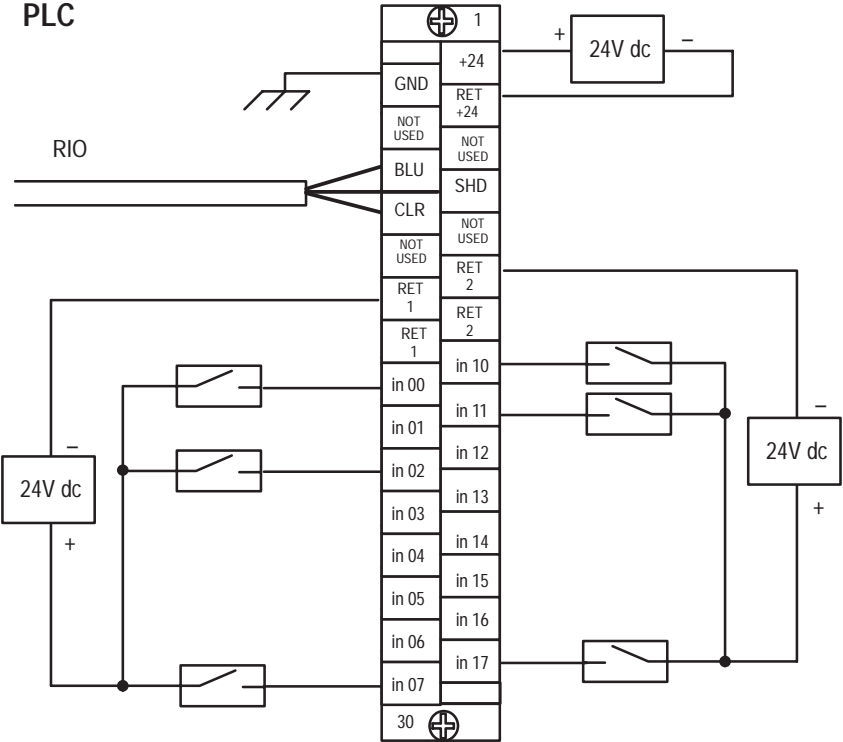 PLC
1
+ 24V dc –
+24
GND
RET
+24
NOT
USED
NOT
USED
RIO
BLU
SHD
CLR
NOT
USED
NOT
USED
RET
2
RET
1
RET
2
RET
1
in 10
in 00
in 11
in 01
in 12
in 02
in 13
in 03
in 14
in 04
in 15
in 05
in 16
in 06
in 17
in 07
30
–
24V dc
+
–
24V dc
+